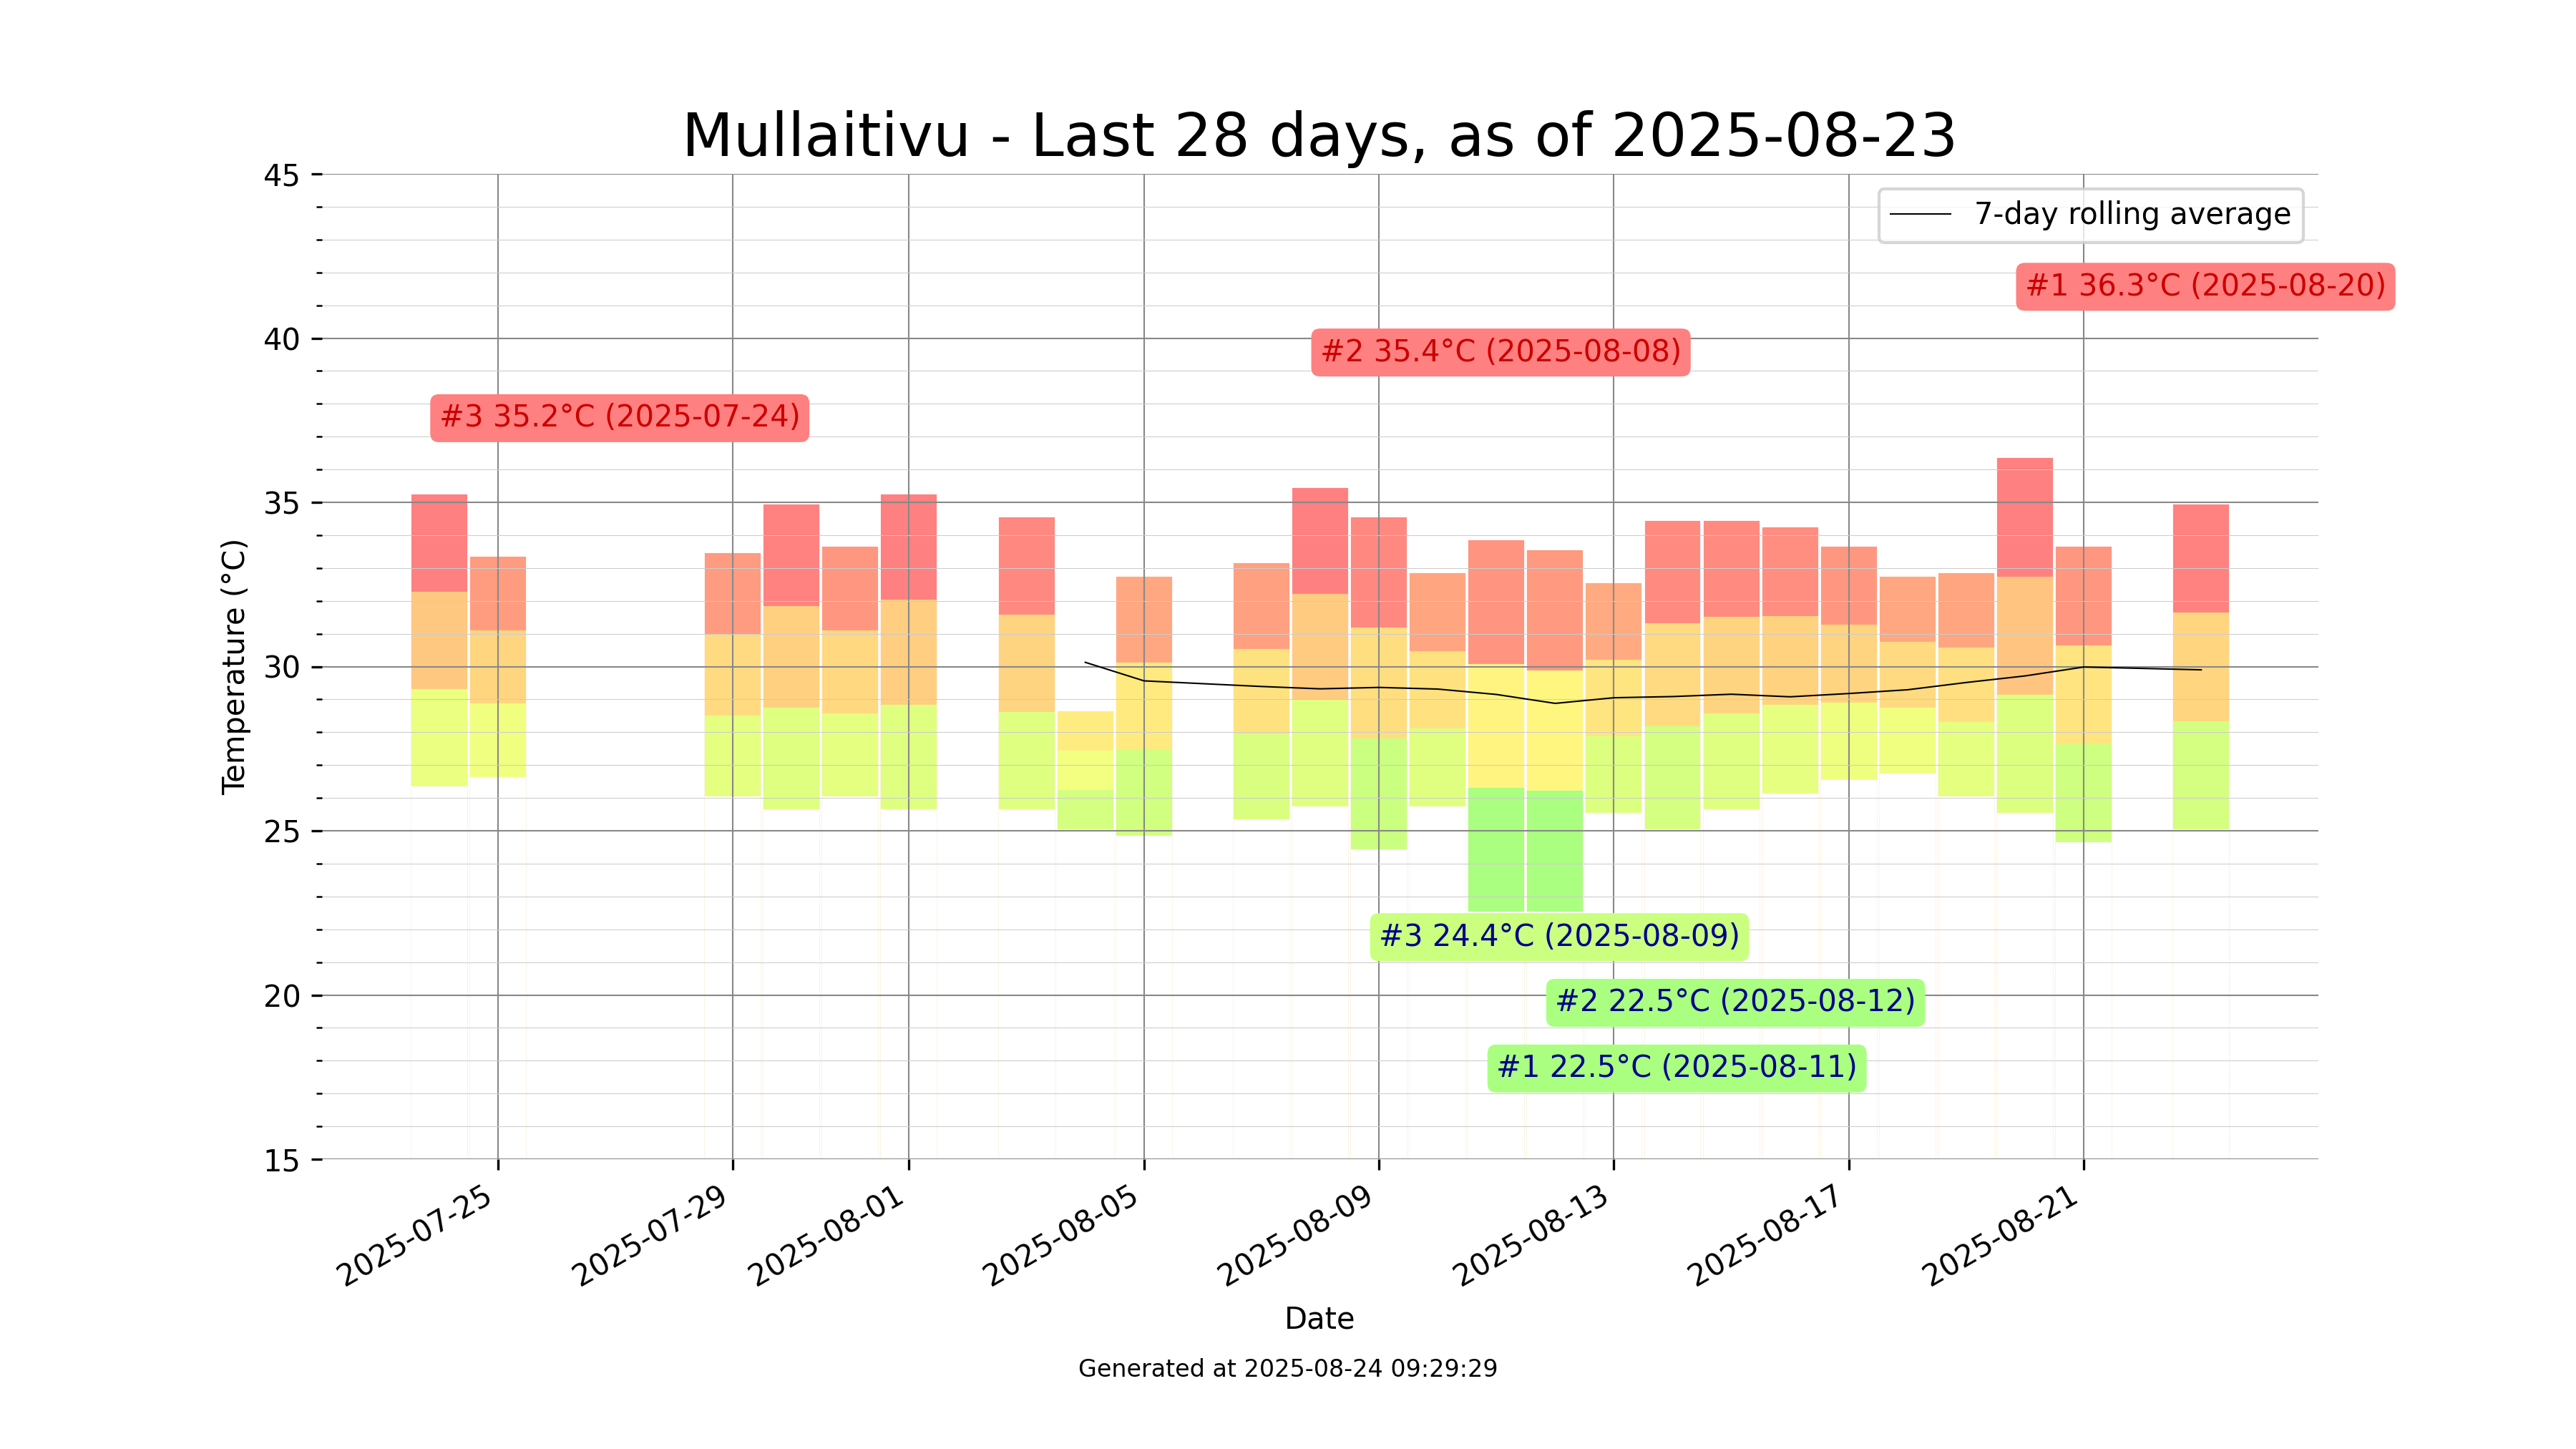 Mullaitivu - Last 28 days, as of 2025-08-23
45
7-day rolling average
#1 36.3°C (2025-08-20)
40
#2 35.4°C (2025-08-08)
#3 35.2°C (2025-07-24)
35
Temperature (°C)
30
25
#3 24.4°C (2025-08-09)
20
#2 22.5°C (2025-08-12)
#1 22.5°C (2025-08-11)
15
2025-07-25
2025-07-29
2025-08-01
2025-08-05
2025-08-09
2025-08-13
2025-08-17
2025-08-21
Date
Generated at 2025-08-24 09:29:29